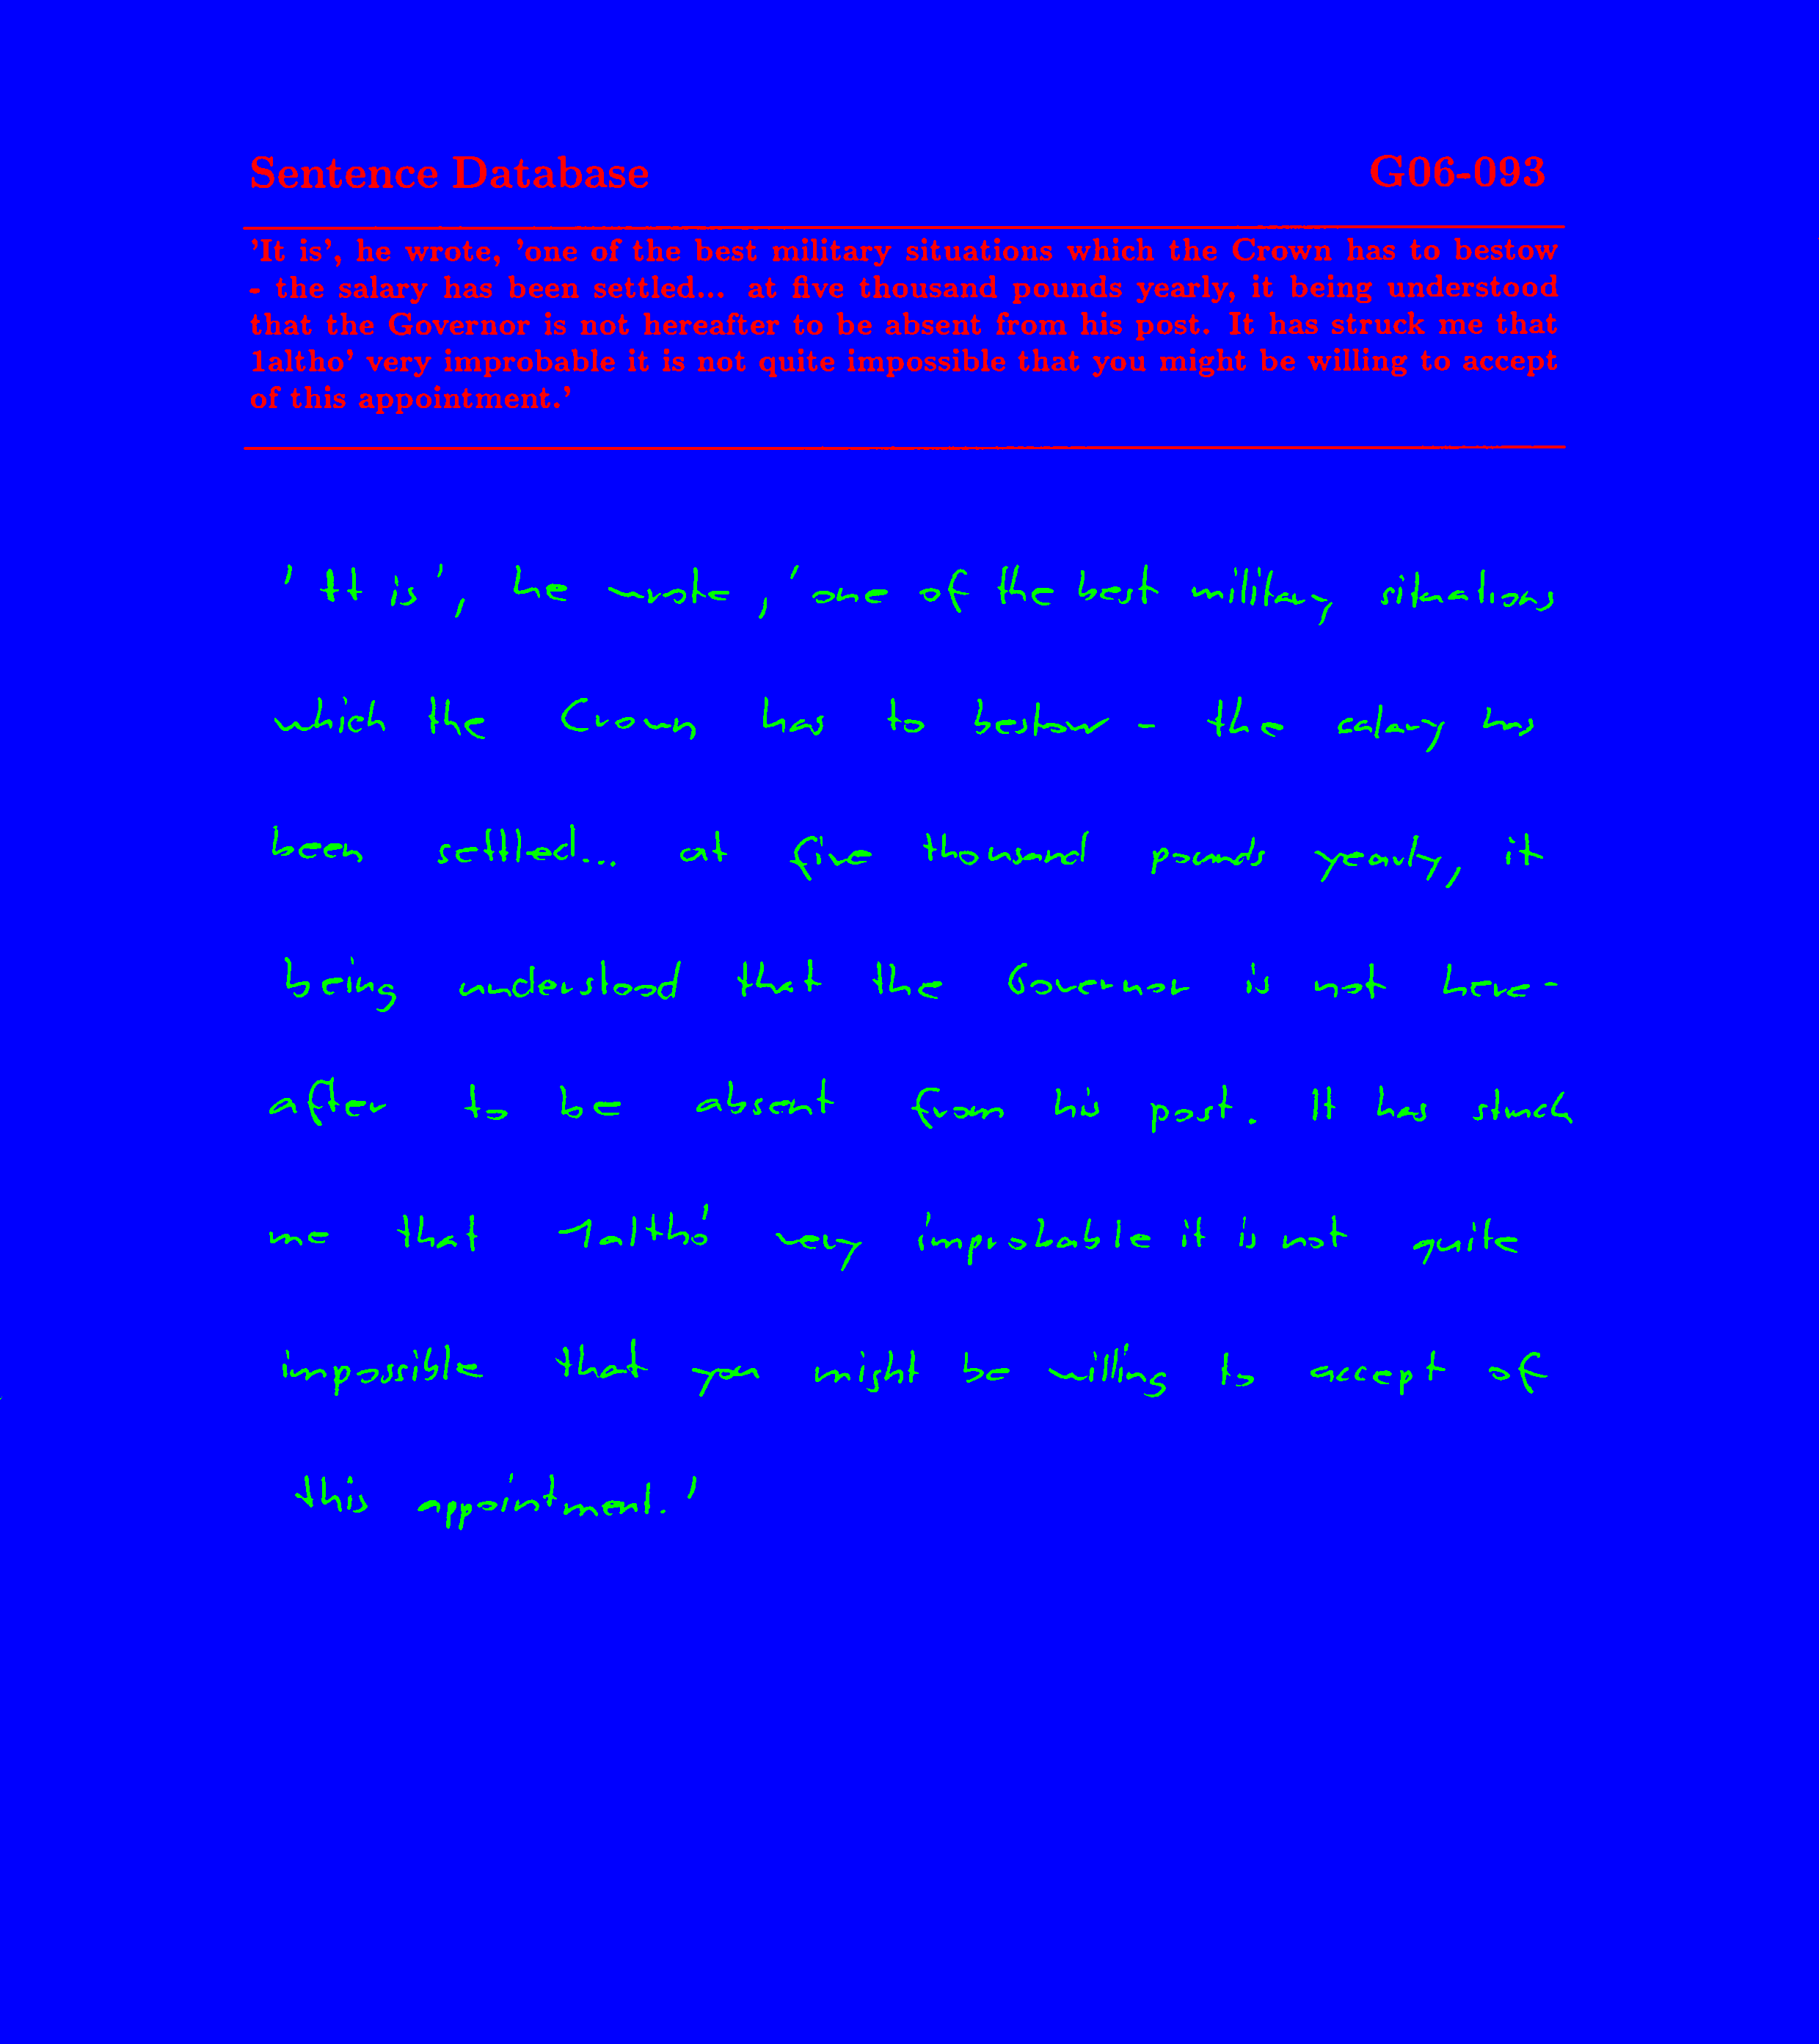 Sentence Database G06-093
'It is', he wrote, 'one of the best military situations which the Crown has to bestow
- the salary has been settled... at five thousand pounds yearly, it being understood
that the Governor is not hereafter to be absent from his post. It has struck me that
1altho' very improbable it is not quite impossible that you might be willing to accept
of this appointment.'
'It is', he wrote, 'one of the best military situations
which the Crown has to bestow - the salary has
been settled... at five thousand pounds yearly, it
being understood that the Governor is not here-
after to be absent from his post. It has struck
me that 1altho' very improbable it is not quite
impossible that you might be willing to accept of
this appointment.'